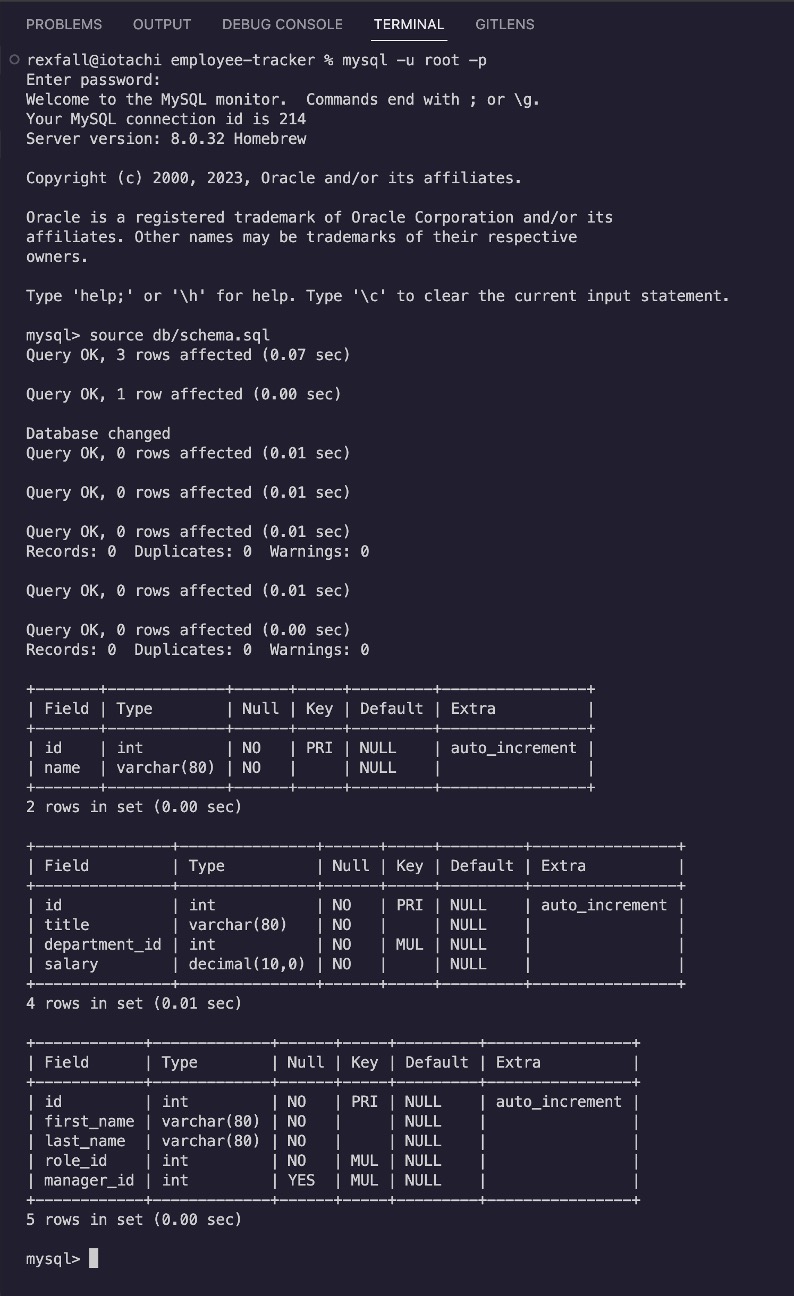 PROBLEMS OUTPUT DEBUG CONSOLE TERMINAL GITLENS
rexfall@iotachi employee-tracker % mysql -u root -p
Enter password:
Welcome to the MySQL monitor.  Commands end with ; or \g.
Your MySQL connection id is 214
Server version: 8.0.32 Homebrew

Copyright (c) 2000, 2023, Oracle and/or its affiliates.

Oracle is a registered trademark of Oracle Corporation and/or its
affiliates. Other names may be trademarks of their respective
owners.

Type 'help;' or '\h' for help. Type '\c' to clear the current input statement.

mysql> source db/schema.sql
Query OK, 3 rows affected (0.07 sec)

Query OK, 1 row affected (0.00 sec)

Database changed
Query OK, 0 rows affected (0.01 sec)

Query OK, 0 rows affected (0.01 sec)

Query OK, 0 rows affected (0.01 sec)
Records: 0  Duplicates: 0  Warnings: 0

Query OK, 0 rows affected (0.01 sec)

Query OK, 0 rows affected (0.00 sec)
Records: 0  Duplicates: 0  Warnings: 0

+-------+-------------+------+-----+---------+----------------+
| Field | Type        | Null | Key | Default | Extra          |
+-------+-------------+------+-----+---------+----------------+
| id    | int         | NO   | PRI | NULL    | auto_increment |
| name  | varchar(80) | NO   |     | NULL    |                |
+-------+-------------+------+-----+---------+----------------+
2 rows in set (0.00 sec)

+---------------+---------------+------+-----+---------+----------------+
| Field         | Type          | Null | Key | Default | Extra          |
+---------------+---------------+------+-----+---------+----------------+
| id            | int           | NO   | PRI | NULL    | auto_increment |
| title         | varchar(80)   | NO   |     | NULL    |                |
| department_id | int           | NO   | MUL | NULL    |                |
| salary        | decimal(10,0) | NO   |     | NULL    |                |
+---------------+---------------+------+-----+---------+----------------+
4 rows in set (0.01 sec)

+------------+-------------+------+-----+---------+----------------+
| Field      | Type        | Null | Key | Default | Extra          |
+------------+-------------+------+-----+---------+----------------+
| id         | int         | NO   | PRI | NULL    | auto_increment |
| first_name | varchar(80) | NO   |     | NULL    |                |
| last_name  | varchar(80) | NO   |     | NULL    |                |
| role_id    | int         | NO   | MUL | NULL    |                |
| manager_id | int         | YES  | MUL | NULL    |                |
+------------+-------------+------+-----+---------+----------------+
5 rows in set (0.00 sec)

mysql>